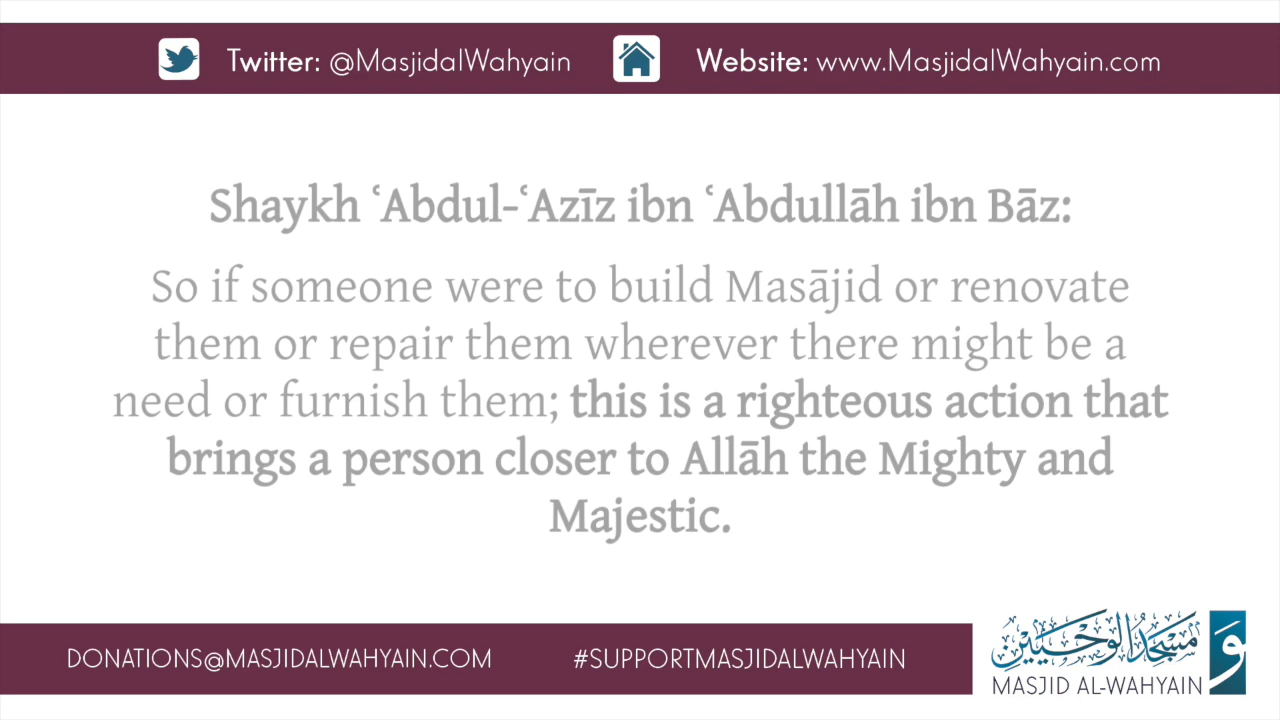 Twitter: @MasjidalWahyain
Website: www.MasjidalWahyain.com
Shaykh ʿAbdul-ʿAzīz ibn ʿAbdullāh ibn Bāz:
So if someone were to build Masājid or renovate
them or repair them wherever there might be a
need or furnish them; this is a righteous action that
brings a person closer to Allāh the Mighty and
Majestic.
DONATIONS@MASJIDALWAHYAIN.COM
#SUPPORTMASJIDALWAHYAIN
مَسْجِدُ الْوَحْيَيْنِ
و
MASJID AL-WAHYAIN